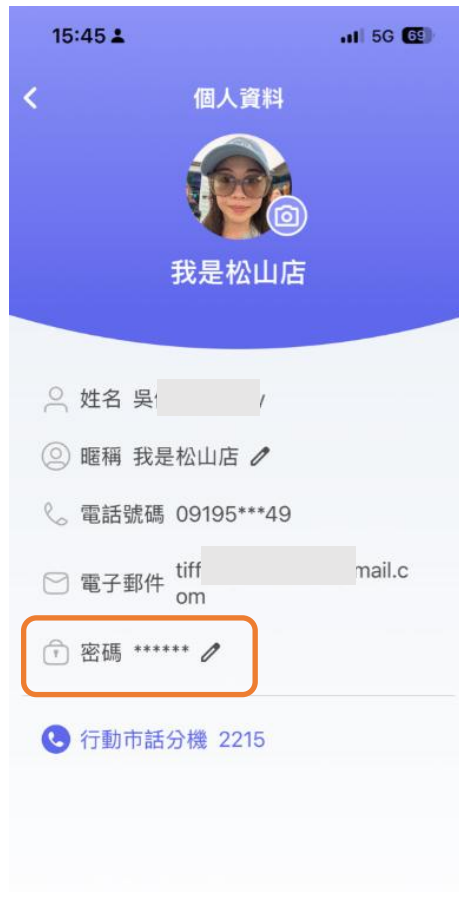 15:45
5G 69
個人資料
我是松山店
姓名 吳
暱稱 我是松山店
電話號碼 09195***49
電子郵件 tiff mail.c
om
密碼 ******
行動市話分機 2215